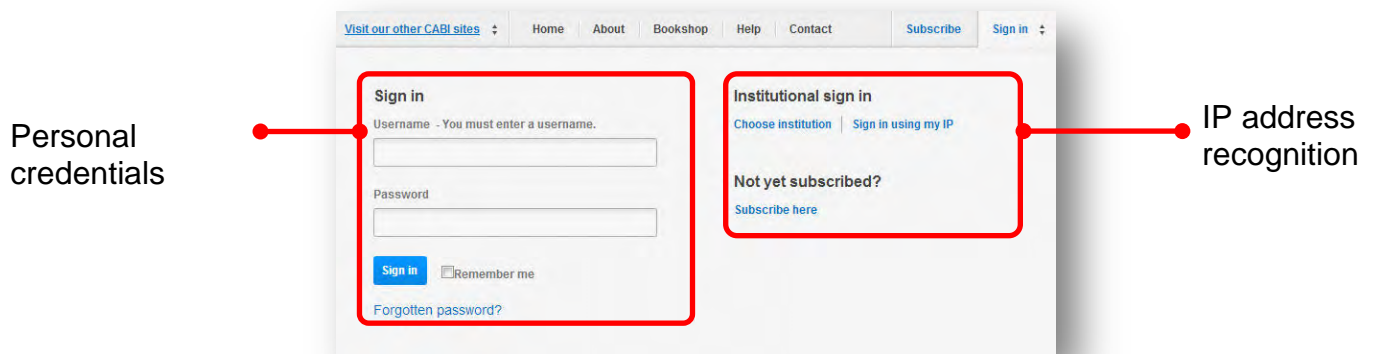 Visit our other CABI sites Home About Bookshop Help Contact Subscribe Sign in
Personal
credentials
Sign in
Username - You must enter a username.
Password
Sign in Remember me
Forgotten password?
Institutional sign in
Choose institution Sign in using my IP
Not yet subscribed?
Subscribe here
IP address
recognition